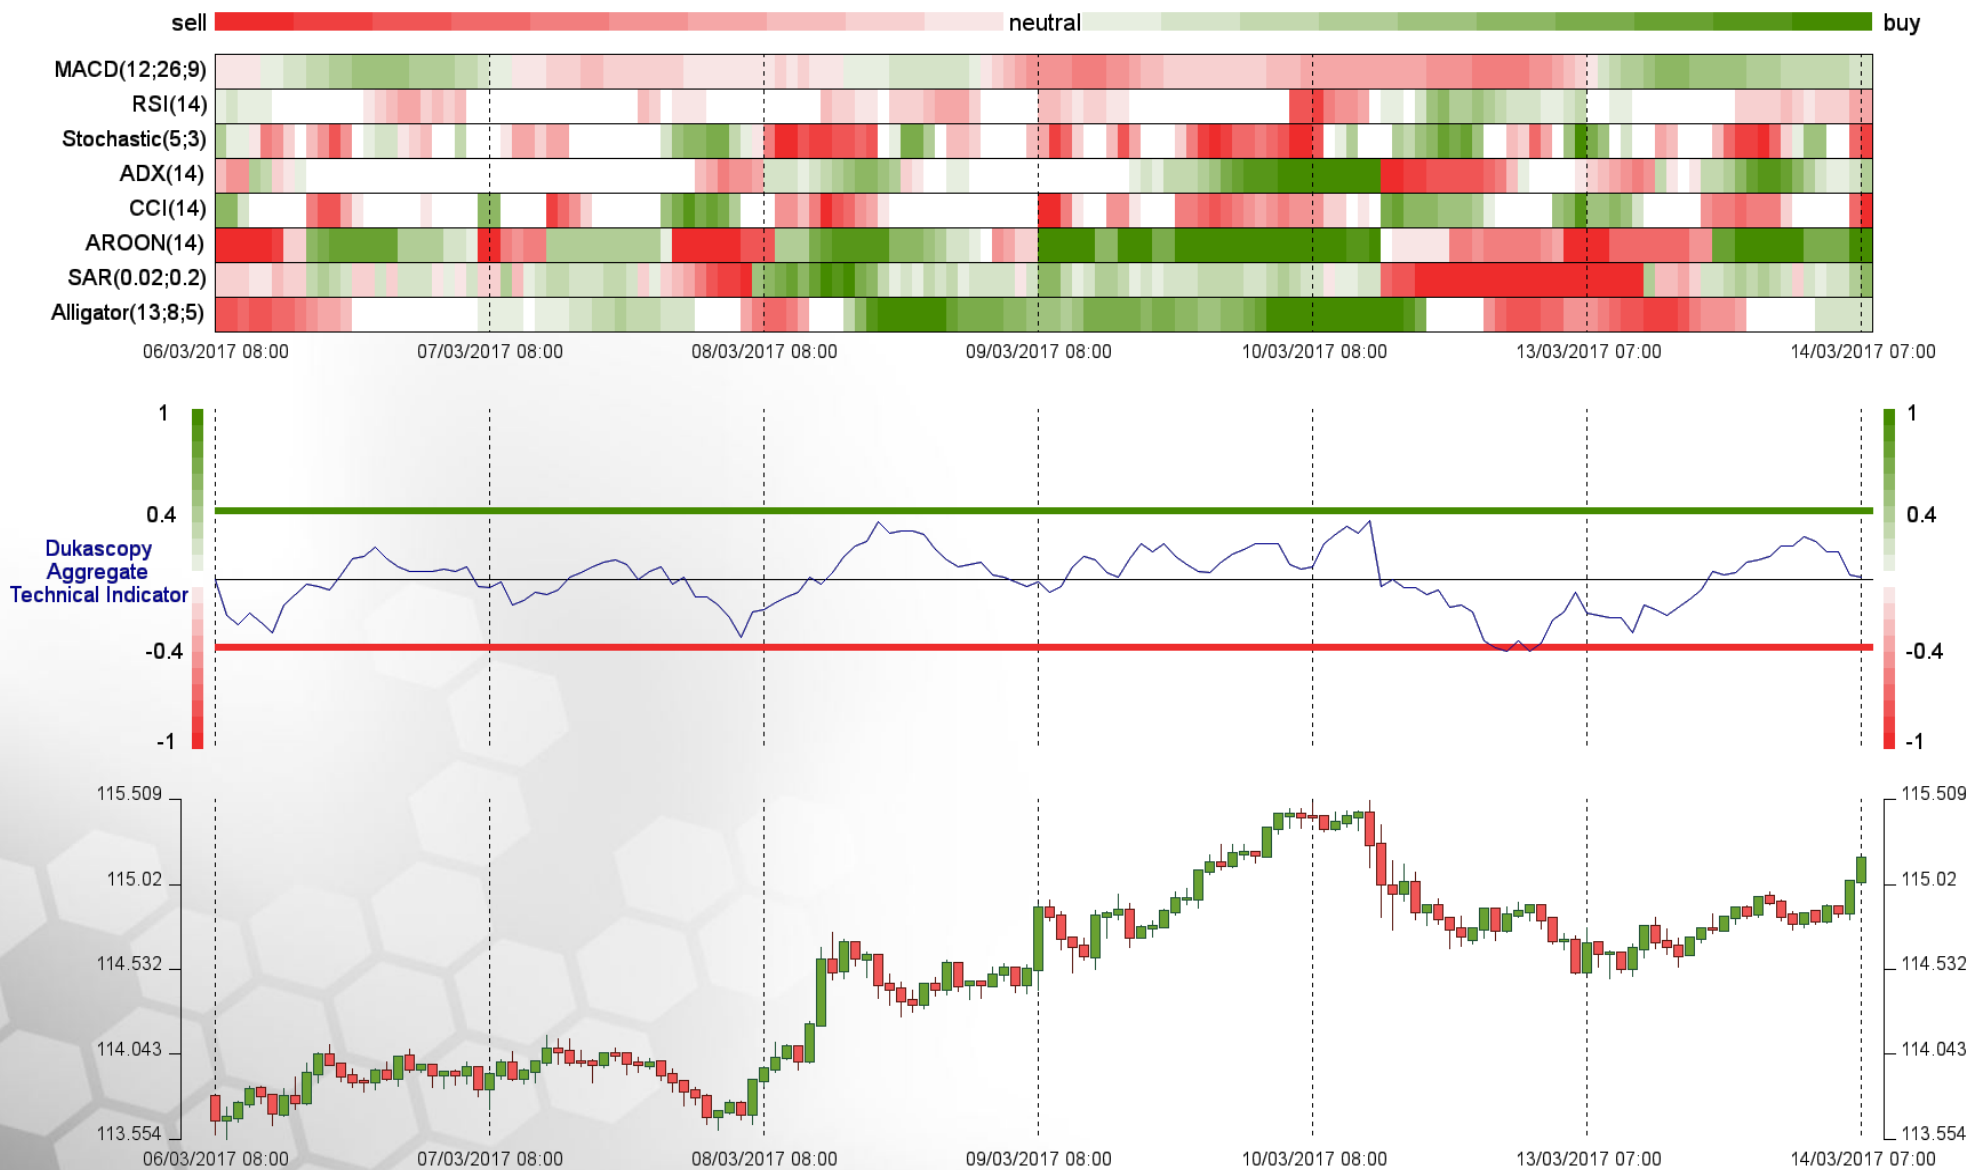 sell neutral buy
MACD(12;26;9)
RSI(14)
Stochastic(5;3)
ADX(14)
CCI(14)
AROON(14)
SAR(0.02;0.2)
Alligator(13;8;5)
06/03/2017 08:00 07/03/2017 08:00 08/03/2017 08:00 09/03/2017 08:00 10/03/2017 08:00 13/03/2017 07:00 14/03/2017 07:00
1 1
0.4 0.4
Dukascopy
Aggregate
Technical Indicator
-0.4 -0.4
-1 -1
115.509 115.509
115.02 115.02
114.532 114.532
114.043 114.043
113.554 113.554
06/03/2017 08:00 07/03/2017 08:00 08/03/2017 08:00 09/03/2017 08:00 10/03/2017 08:00 13/03/2017 07:00 14/03/2017 07:00